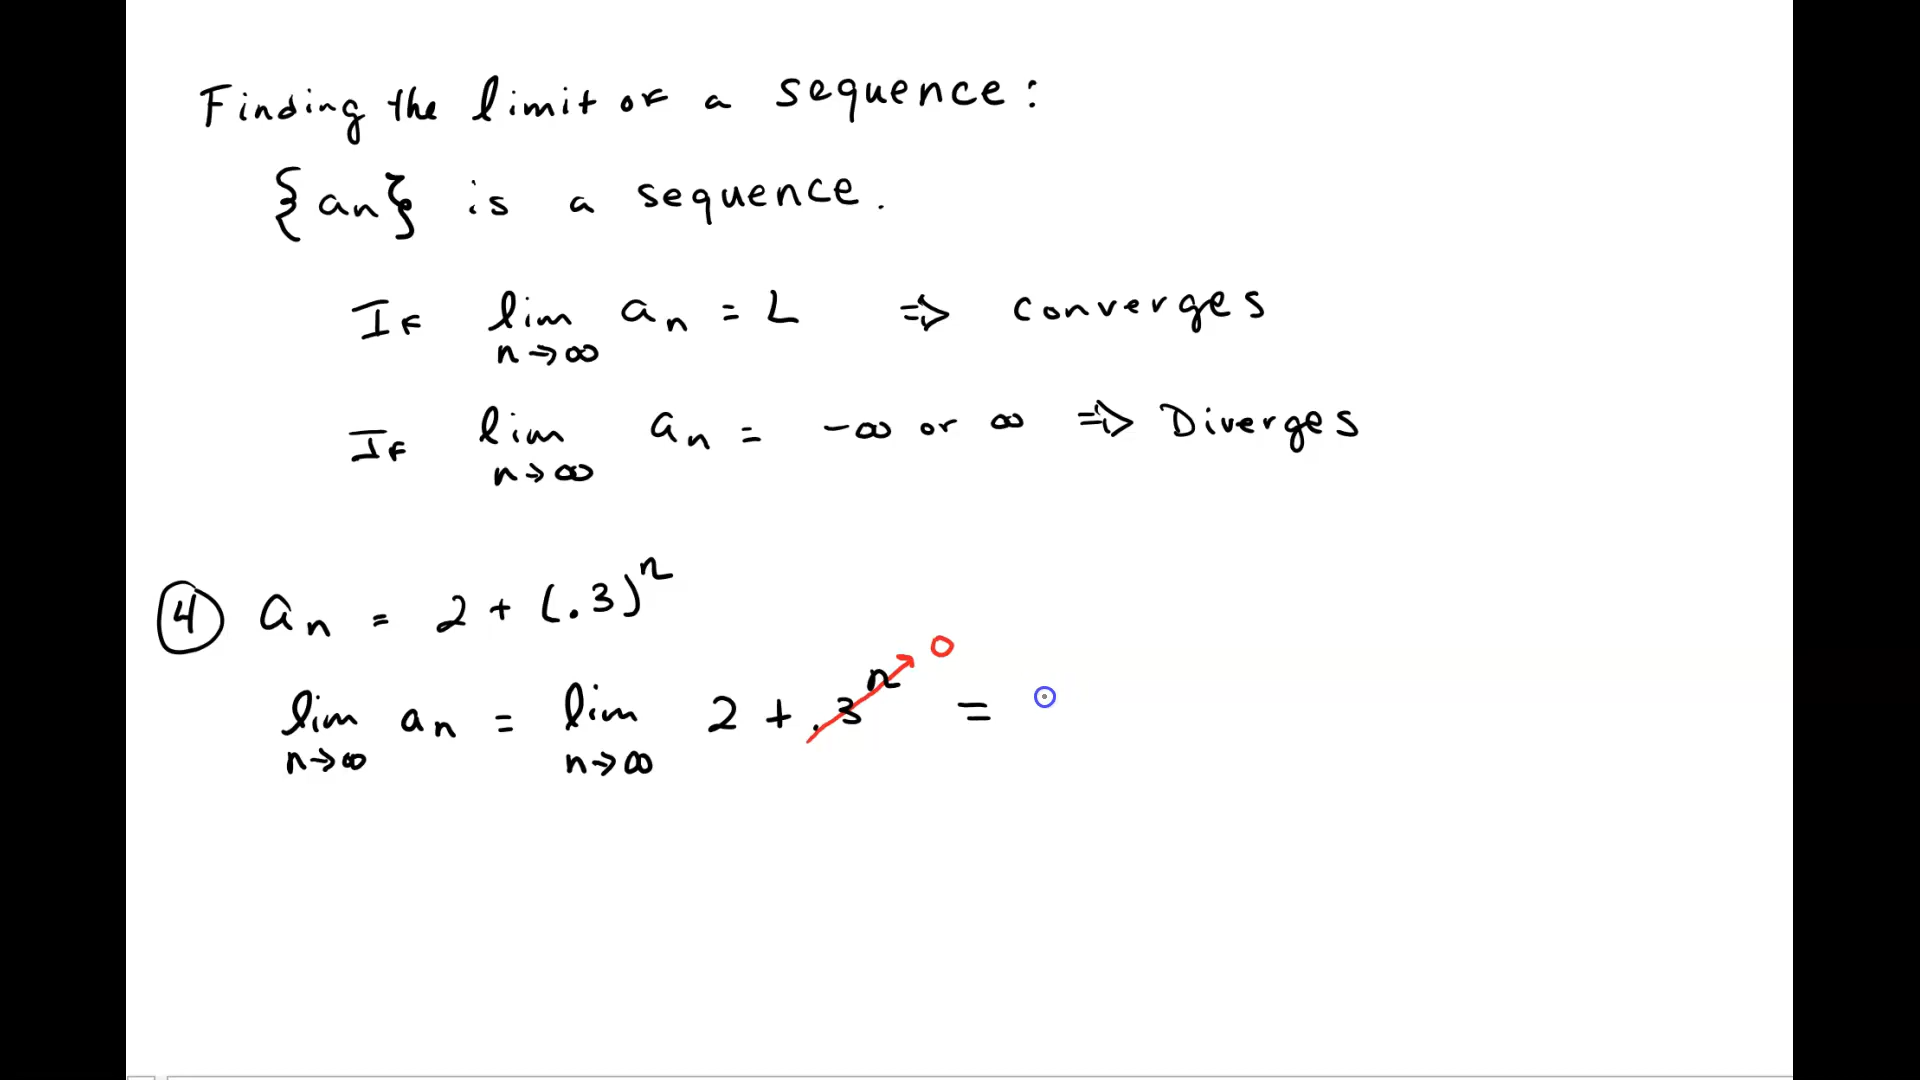 Finding the limit of a sequence:
{an} is a sequence.
If lim n→∞ an = L ⇒ Converges
If lim n→∞ an = -∞ or ∞ ⇒ Diverges
④ an = 2 + (.3)^n
lim n→∞ an = lim n→∞ 2 + .3^n → 0 =